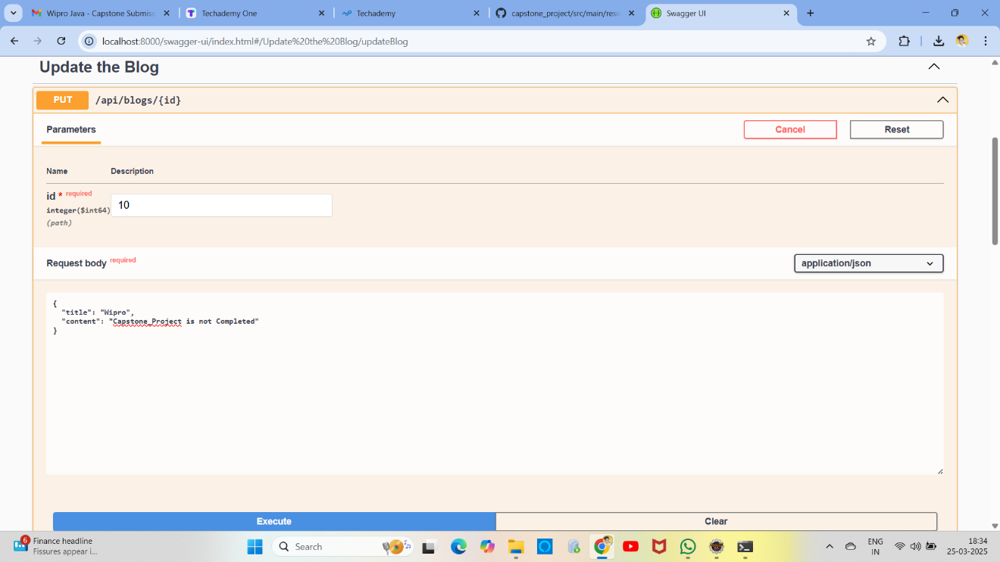 Wipro Java - Capstone Submiss
Techademy One
Techademy
capstone_project/src/main/reso
Swagger UI
localhost:8000/swagger-ui/index.html#/Update%20the%20Blog/updateBlog
Update the Blog
PUT /api/blogs/{id}
Parameters
Cancel
Reset
Name Description
id * required
integer($int64)
(path)
10
Request body required
application/json
{
"title": "Wipro",
"content": "Capstone_Project is not Completed"
}
Execute
Clear
6
Finance headline
Fissures appear i...
Search
ENG
IN
18:34
25-03-2025